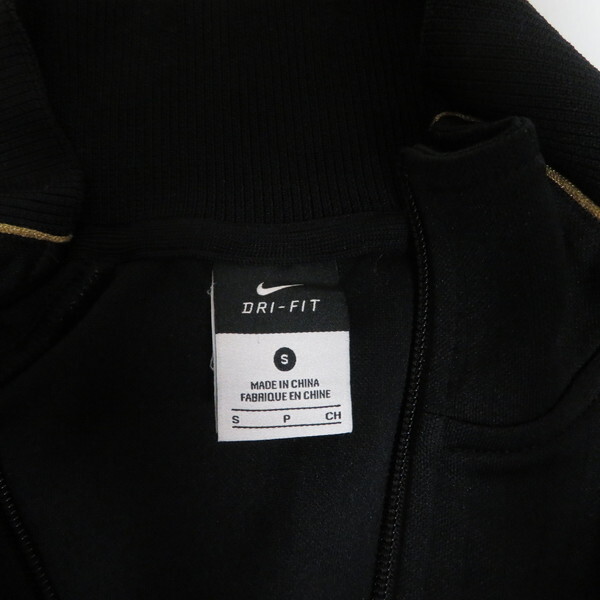 DRI-FIT
S
MADE IN CHINA
FABRIQUE EN CHINE
S P CH